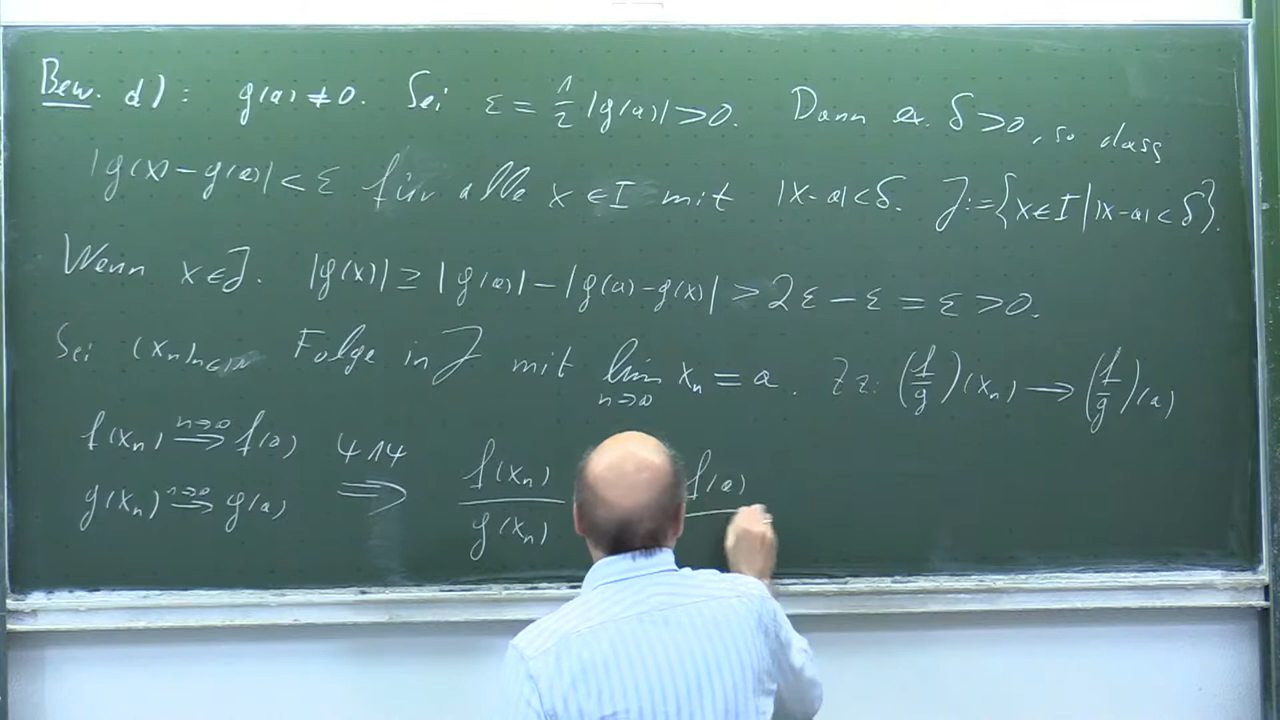 Bew. d): g(a) ≠ 0. Sei ε = 1/2 |g(a)| > 0. Dann ex. δ > 0, so dass
|g(x) - g(a)| < ε für alle x ∈ I mit |x-a| < δ. J := {x ∈ I | |x-a| < δ}.
Wenn x ∈ J. |g(x)| ≥ |g(a)| - |g(a) - g(x)| > 2ε - ε = ε > 0.
Sei (xₙ)ₙ∈ℕ Folge in J mit lim n→∞ xₙ = a. Zz: (f/g)(xₙ) → (f/g)(a)
f(xₙ) n→∞ → f(a) 4.14 ⇒ f(xₙ)/g(xₙ) f(a)
g(xₙ) n→∞ → g(a)